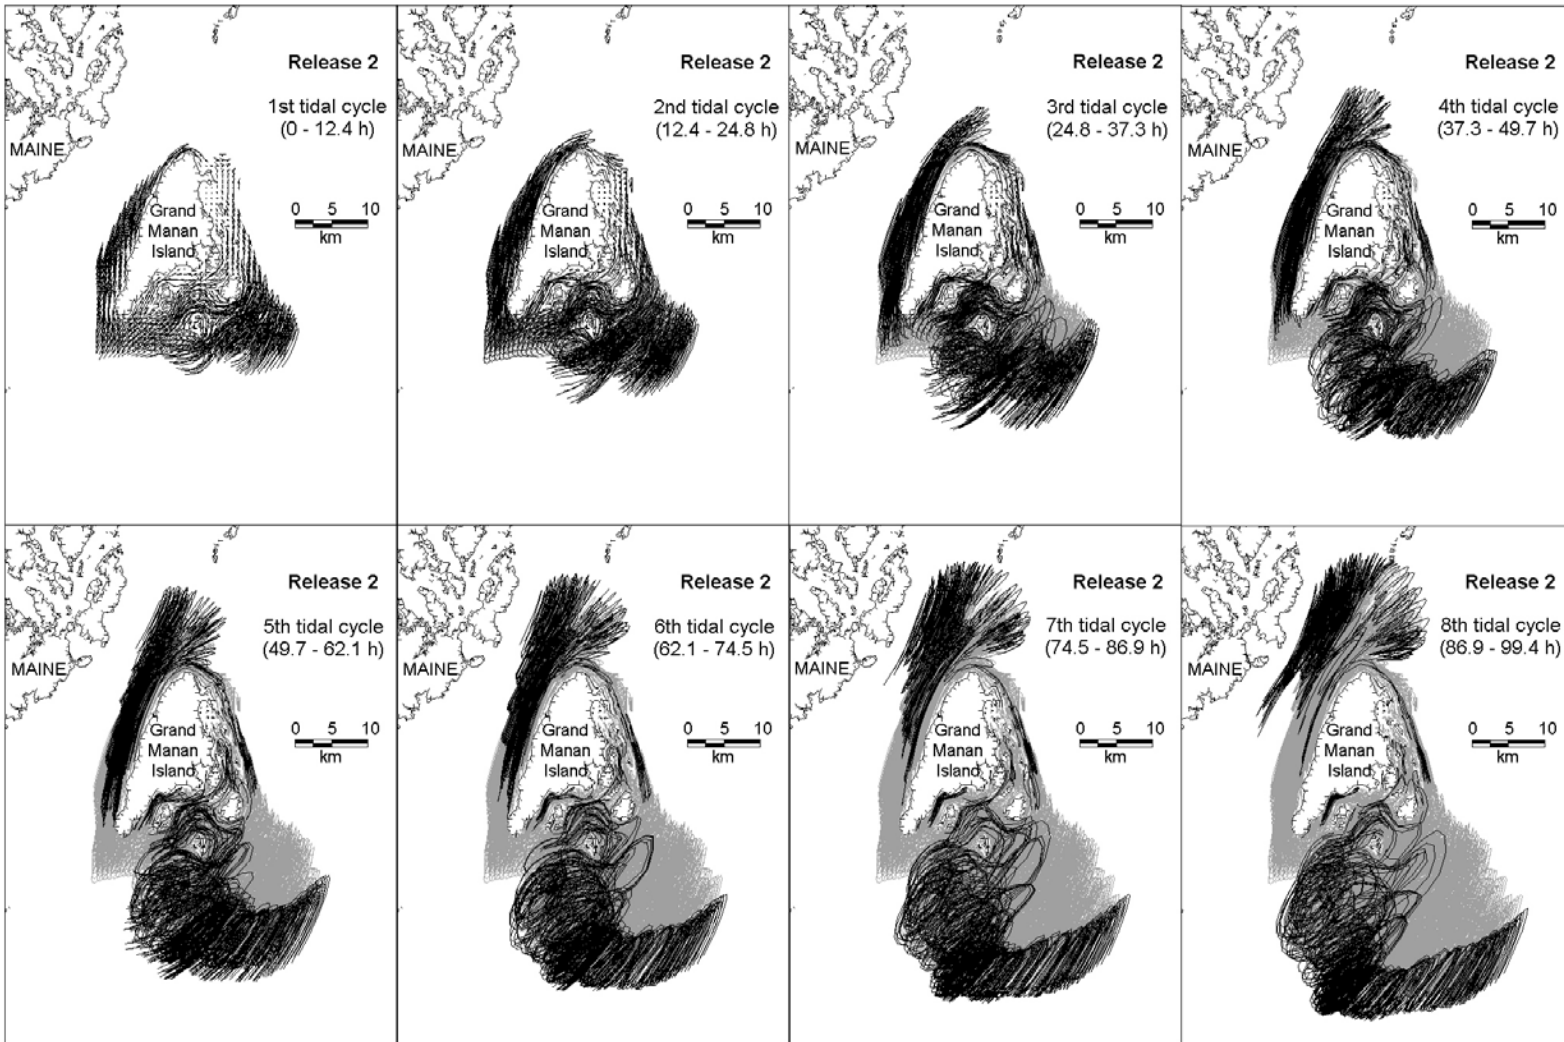 Release 2
1st tidal cycle
(0 - 12.4 h)
MAINE
Grand
Manan
Island
0 5 10
km
Release 2
2nd tidal cycle
(12.4 - 24.8 h)
MAINE
Grand
Manan
Island
0 5 10
km
Release 2
3rd tidal cycle
(24.8 - 37.3 h)
MAINE
Grand
Manan
Island
0 5 10
km
Release 2
4th tidal cycle
(37.3 - 49.7 h)
MAINE
Grand
Manan
Island
0 5 10
km
Release 2
5th tidal cycle
(49.7 - 62.1 h)
MAINE
Grand
Manan
Island
0 5 10
km
Release 2
6th tidal cycle
(62.1 - 74.5 h)
MAINE
Grand
Manan
Island
0 5 10
km
Release 2
7th tidal cycle
(74.5 - 86.9 h)
MAINE
Grand
Manan
Island
0 5 10
km
Release 2
8th tidal cycle
(86.9 - 99.4 h)
MAINE
Grand
Manan
Island
0 5 10
km